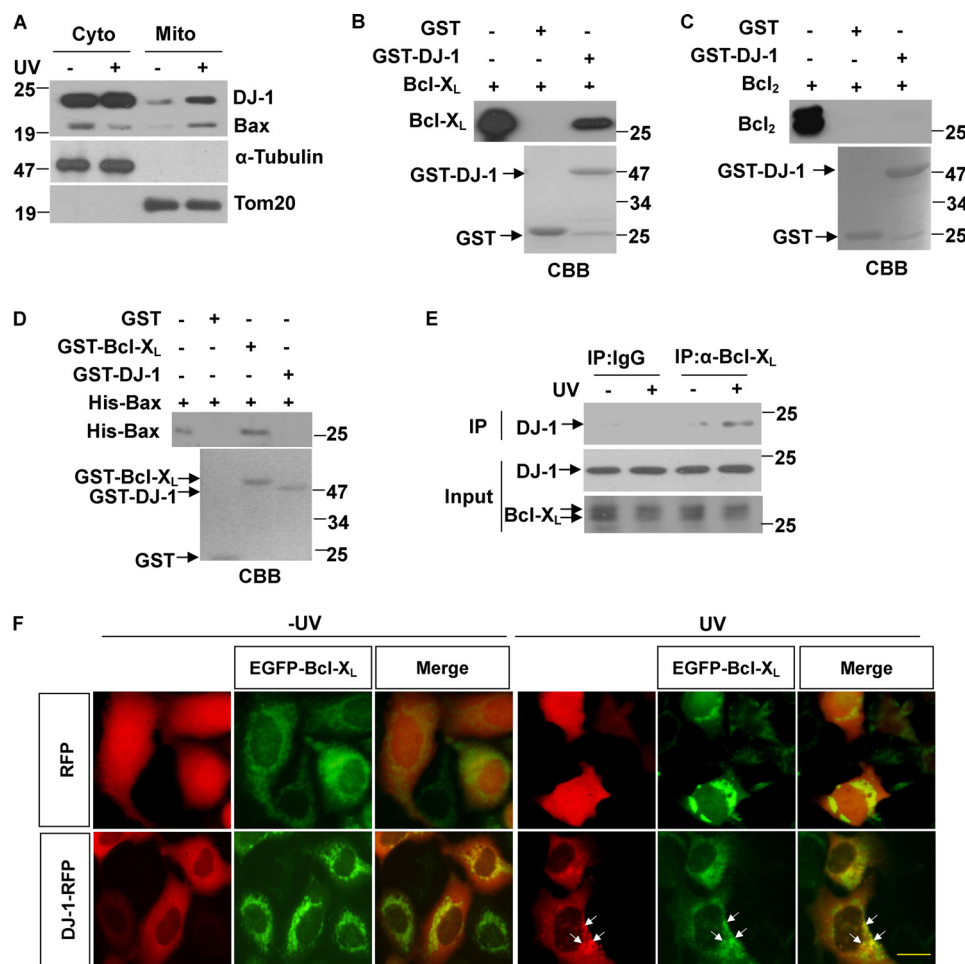 A
Cyto Mito
UV - + - +
25
DJ-1
19
Bax
α-Tubulin
47
Tom20
19
B
GST - + -
GST-DJ-1 - - +
Bcl-XL + + +
Bcl-XL
25
GST-DJ-1
47
34
GST
25
CBB
C
GST - + -
GST-DJ-1 - - +
Bcl2 + + +
Bcl2
25
GST-DJ-1
47
34
GST
25
CBB
D
GST - + - -
GST-Bcl-XL - - + -
GST-DJ-1 - - - +
His-Bax + + + +
His-Bax
25
GST-Bcl-XL
GST-DJ-1
47
34
GST
25
CBB
E
IP:IgG IP:α-Bcl-XL
UV - + - +
25
IP DJ-1
25
Input DJ-1
Bcl-XL
25
F
-UV UV
EGFP-Bcl-XL Merge EGFP-Bcl-XL Merge
RFP
DJ-1-RFP